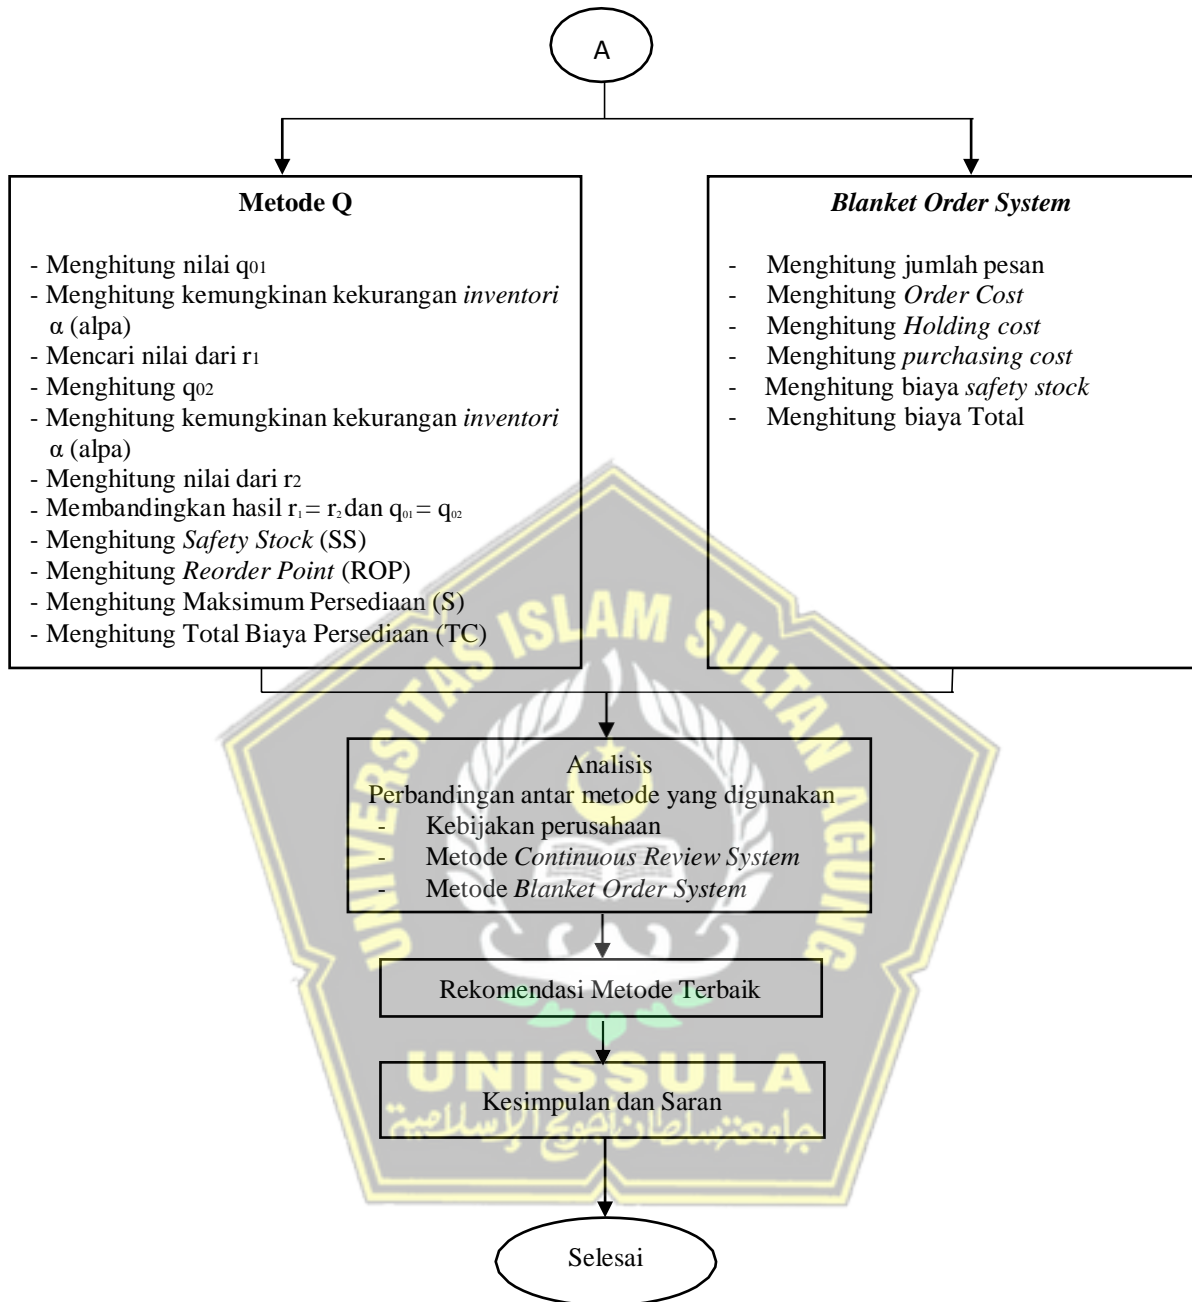 A
Metode Q
- Menghitung nilai q01
- Menghitung kemungkinan kekurangan inventori
α (alpa)
- Mencari nilai dari r1
- Menghitung q02
- Menghitung kemungkinan kekurangan inventori
α (alpa)
- Menghitung nilai dari r2
- Membandingkan hasil r1 = r2 dan q01 = q02
- Menghitung Safety Stock (SS)
- Menghitung Reorder Point (ROP)
- Menghitung Maksimum Persediaan (S)
- Menghitung Total Biaya Persediaan (TC)
Blanket Order System
- Menghitung jumlah pesan
- Menghitung Order Cost
- Menghitung Holding cost
- Menghitung purchasing cost
- Menghitung biaya safety stock
- Menghitung biaya Total
UNIVERSITAS ISLAM SULTAN AGUNG
Analisis
Perbandingan antar metode yang digunakan
- Kebijakan perusahaan
- Metode Continuous Review System
- Metode Blanket Order System
Rekomendasi Metode Terbaik
UNISSULA
Kesimpulan dan Saran
جامعة سلطان أجونج الإسلامية
Selesai